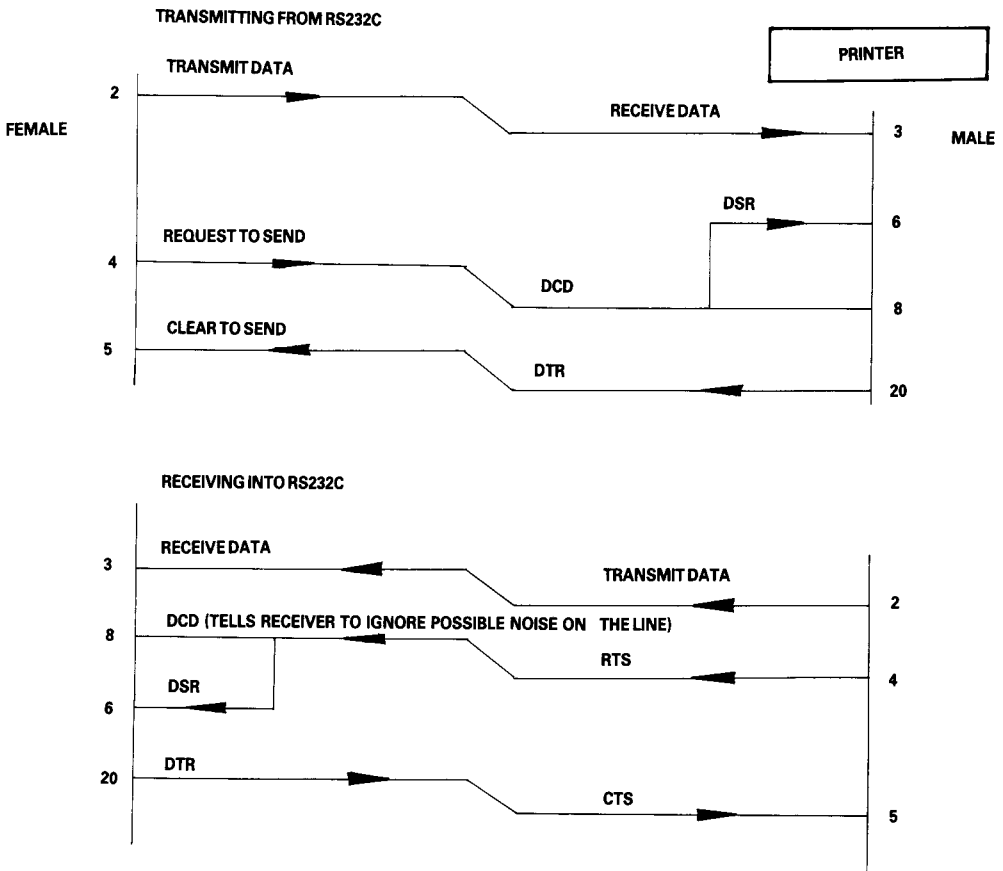 TRANSMITTING FROM RS232C
PRINTER
TRANSMIT DATA
2
RECEIVE DATA
FEMALE
3
MALE
DSR
6
REQUEST TO SEND
4
DCD
8
CLEAR TO SEND
5
DTR
20
RECEIVING INTO RS232C
RECEIVE DATA
3
TRANSMIT DATA
2
DCD (TELLS RECEIVER TO IGNORE POSSIBLE NOISE ON THE LINE)
8
RTS
4
DSR
6
DTR
20
CTS
5